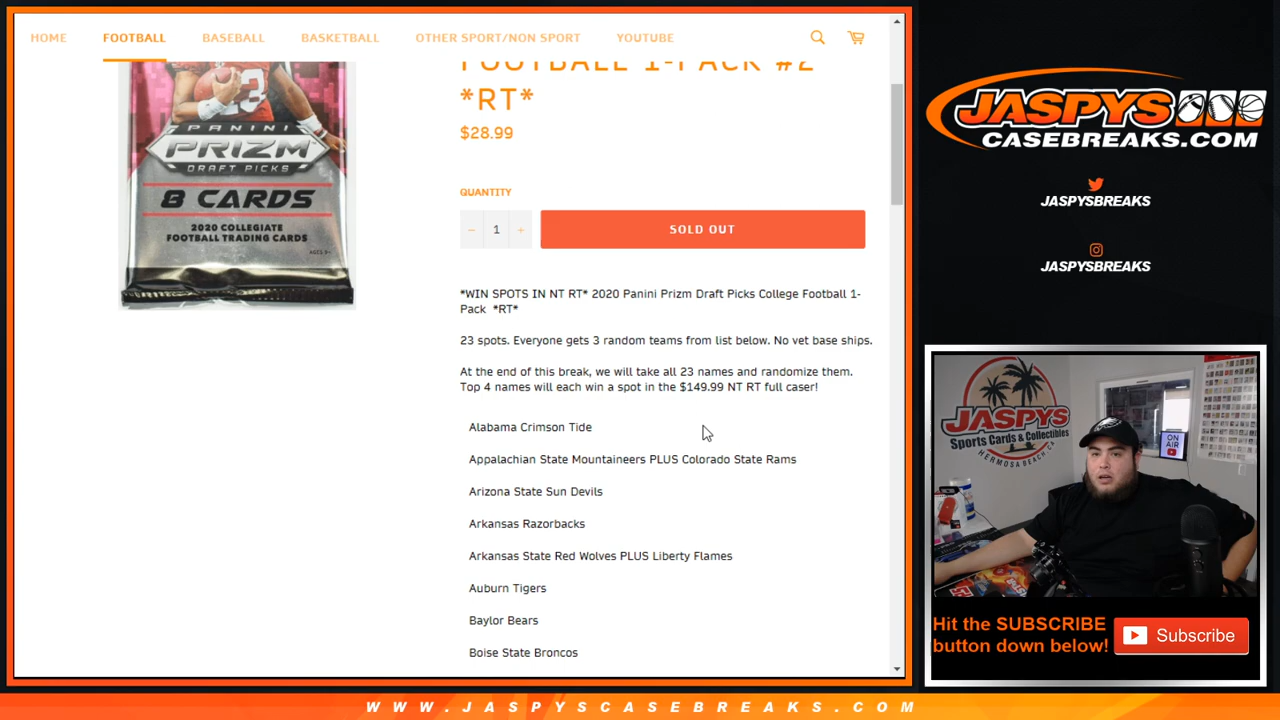 HOME FOOTBALL BASEBALL BASKETBALL OTHER SPORT/NON SPORT YOUTUBE
FOOTBALL 1-PACK #2
*RT*
$28.99
QUANTITY
− 1 +
SOLD OUT
*WIN SPOTS IN NT RT* 2020 Panini Prizm Draft Picks College Football 1-
Pack *RT*
23 spots. Everyone gets 3 random teams from list below. No vet base ships.
At the end of this break, we will take all 23 names and randomize them.
Top 4 names will each win a spot in the $149.99 NT RT full caser!
Alabama Crimson Tide
Appalachian State Mountaineers PLUS Colorado State Rams
Arizona State Sun Devils
Arkansas Razorbacks
Arkansas State Red Wolves PLUS Liberty Flames
Auburn Tigers
Baylor Bears
Boise State Broncos
13
PANINI
PRIZM
DRAFT PICKS
8 CARDS
2020 COLLEGIATE
FOOTBALL TRADING CARDS
AGES 9+
JASPYS
CASEBREAKS.COM
JASPYSBREAKS
JASPYSBREAKS
JASPYS
Sports Cards & Collectibles
HERMOSA BEACH, CA
ON
AIR
Hit the SUBSCRIBE
button down below!
Subscribe
WWW.JASPYSCASEBREAKS.COM